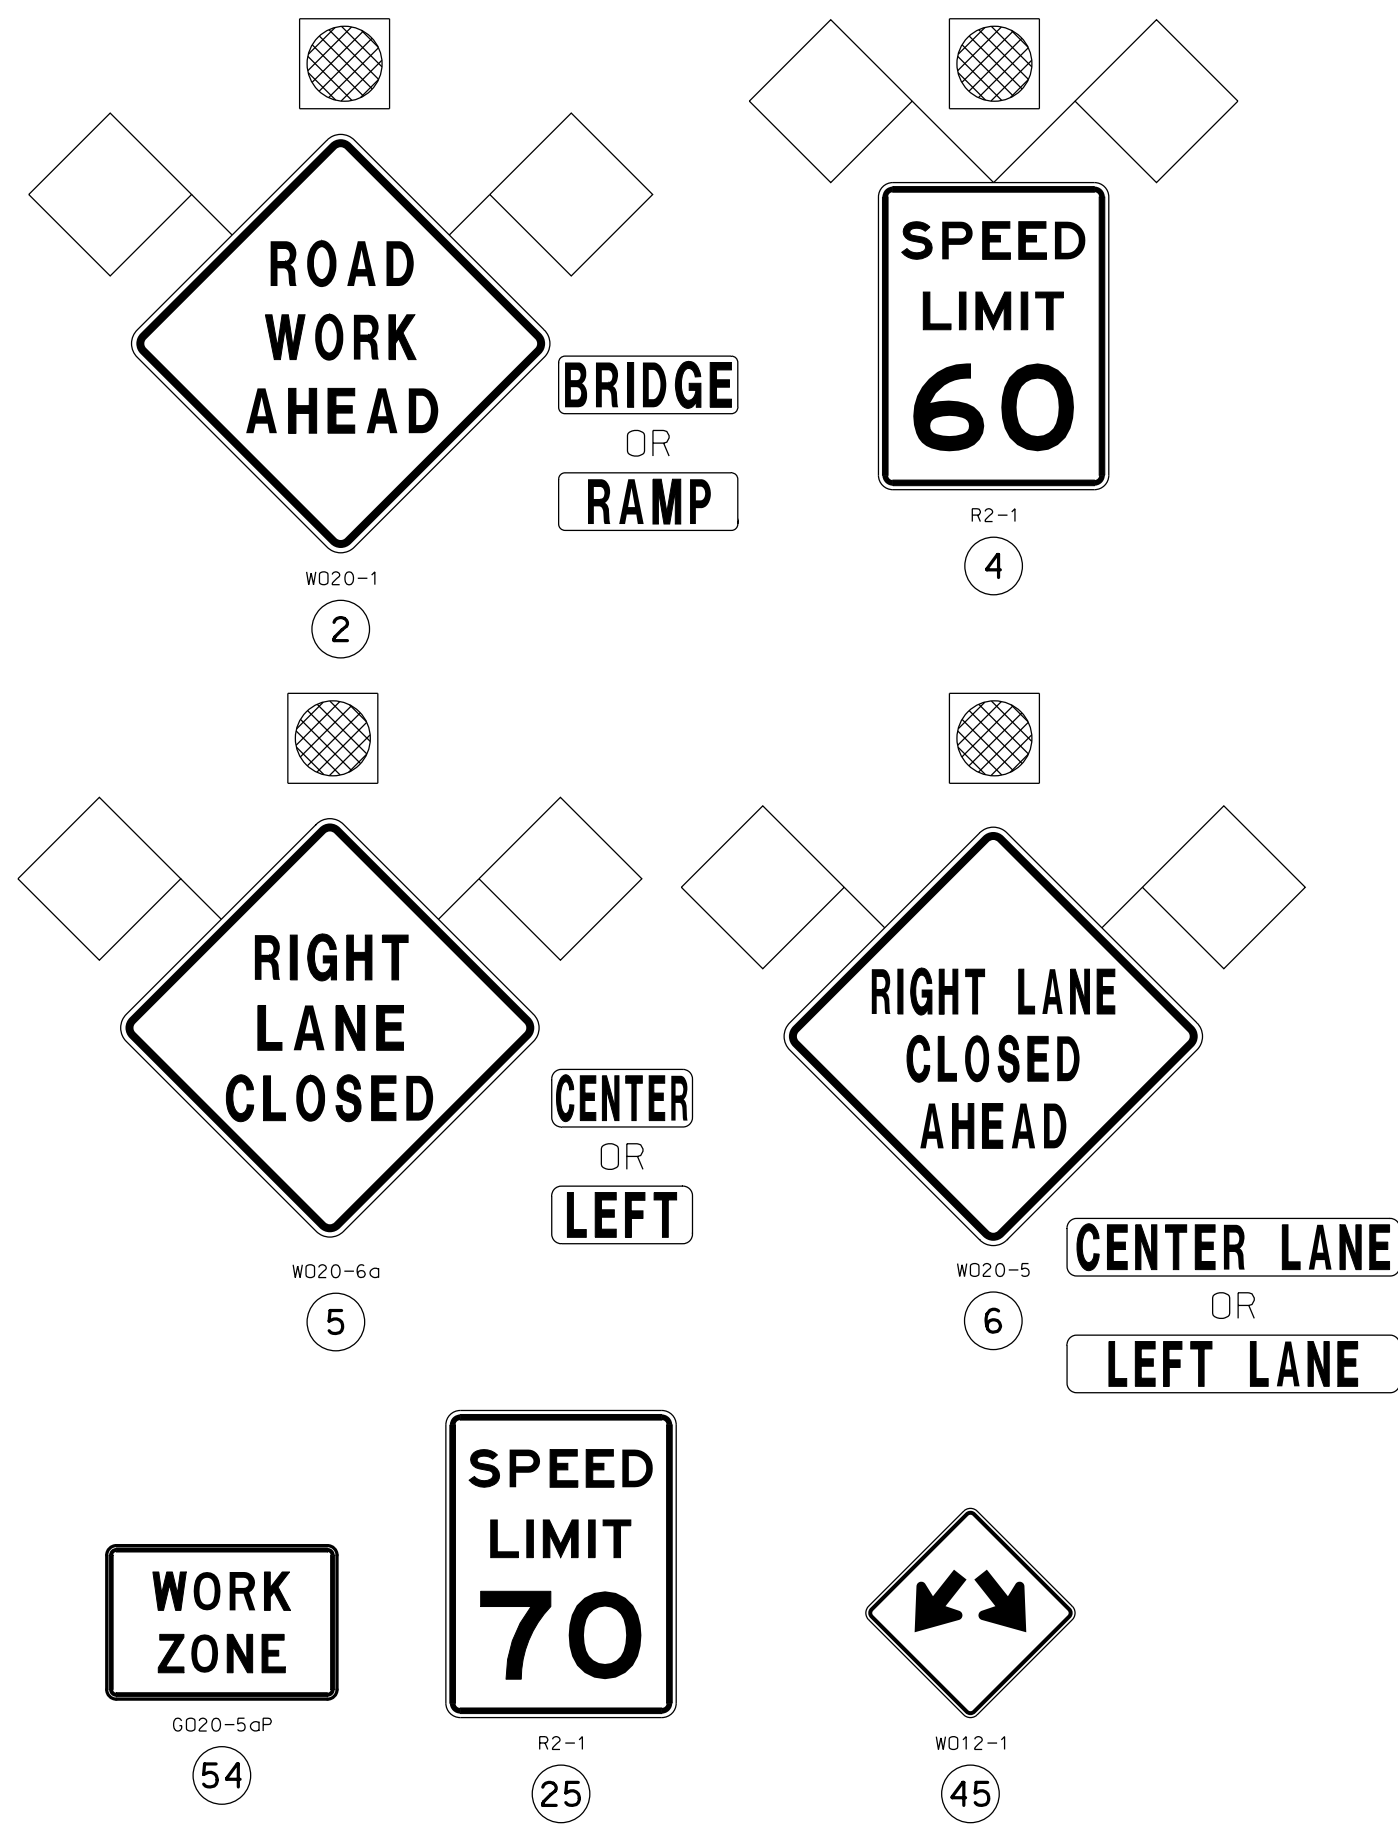 ROAD
WORK
AHEAD
BRIDGE
OR
RAMP
WO20-1
2
SPEED
LIMIT
60
R2-1
4
RIGHT
LANE
CLOSED
CENTER
OR
LEFT
WO20-6a
5
RIGHT LANE
CLOSED
AHEAD
CENTER LANE
OR
LEFT LANE
WO20-5
6
WORK
ZONE
GO20-5aP
54
SPEED
LIMIT
70
R2-1
25
WO12-1
45